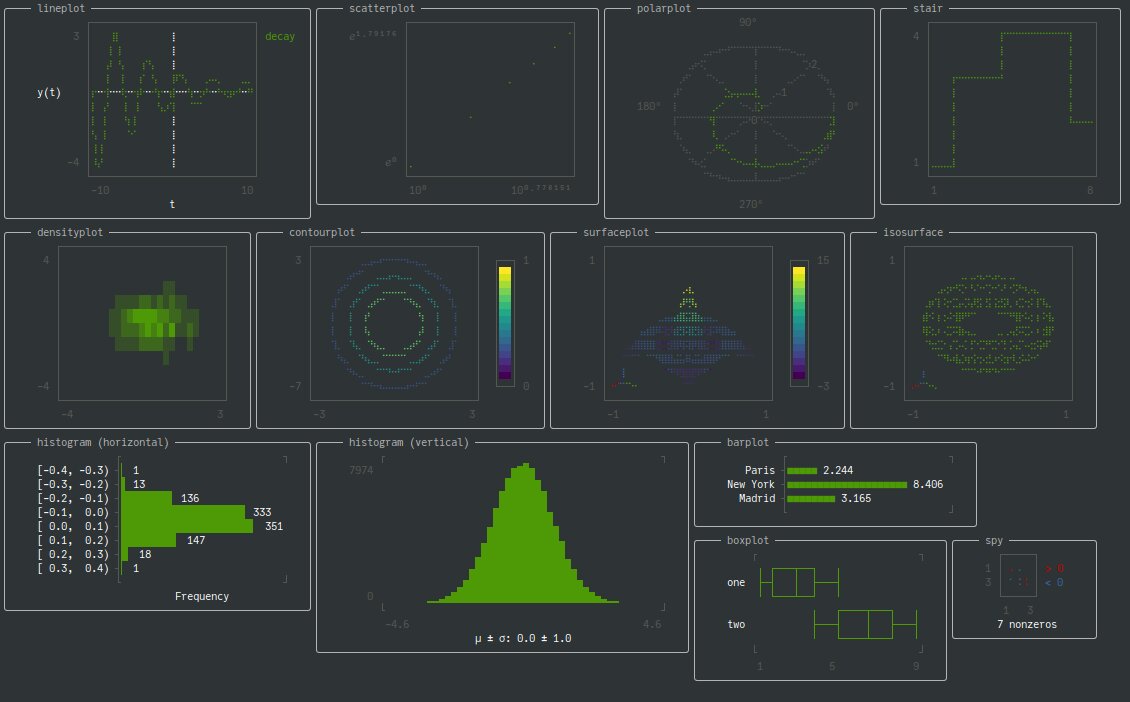 lineplot
3
decay
y(t)
-4
-10 10
t
scatterplot
e¹·⁷⁹¹⁷⁶
e⁰
10⁰ 10⁰·⁷⁷⁸¹⁵¹
polarplot
90°
2
1
180° 0 0°
270°
stair
4
1
1 8
densityplot
4
-4
-4 3
contourplot
3 1
-7 0
-3 3
surfaceplot
1 15
-1 -3
-1 1
isosurface
1
-1
-1 1
histogram (horizontal)
[-0.4, -0.3) 1
[-0.3, -0.2) 13
[-0.2, -0.1) 136
[-0.1, 0.0) 333
[ 0.0, 0.1) 351
[ 0.1, 0.2) 147
[ 0.2, 0.3) 18
[ 0.3, 0.4) 1
Frequency
histogram (vertical)
7974
0
-4.6 4.6
μ ± σ: 0.0 ± 1.0
barplot
Paris 2.244
New York 8.406
Madrid 3.165
boxplot
one
two
1 5 9
spy
1 > 0
3 < 0
1 3
7 nonzeros